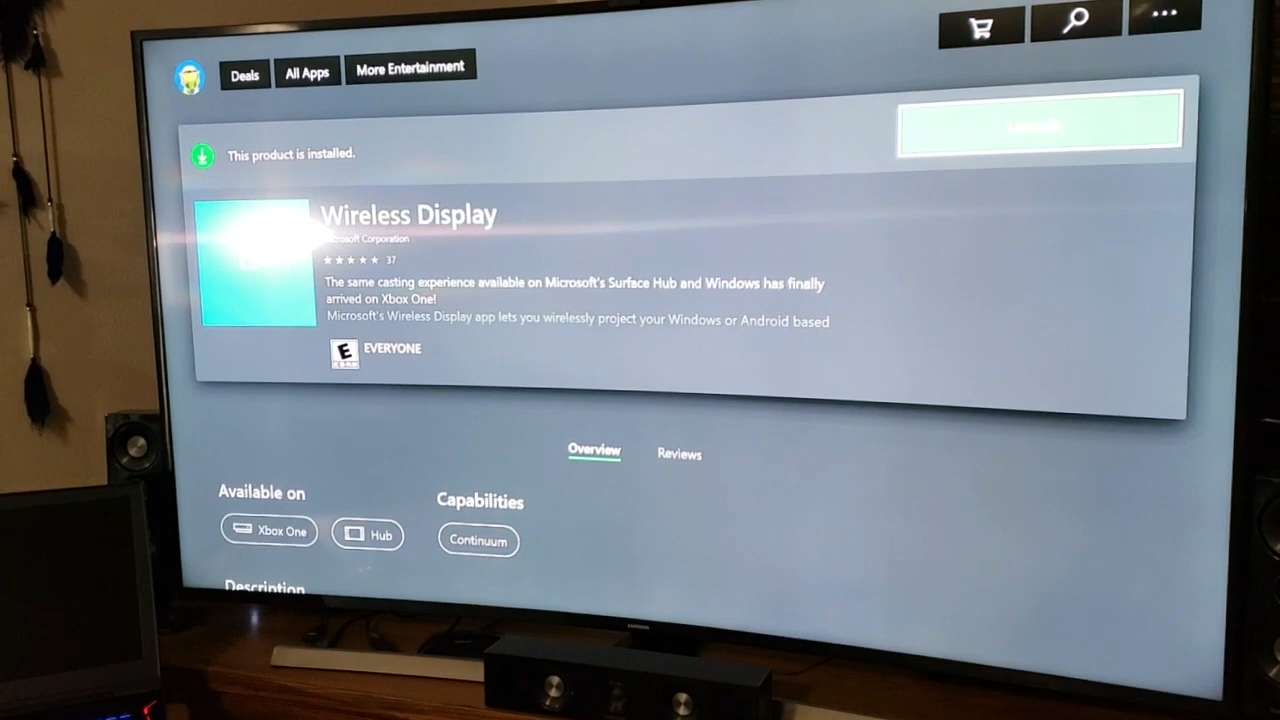 Deals
All Apps
More Entertainment
This product is installed.
Wireless Display
Corporation
37
The same casting experience available on Microsoft's Surface Hub and Windows has finally
arrived on Xbox One!
Microsoft's Wireless Display app lets you wirelessly project your Windows or Android based
E
EVERYONE
Overview
Reviews
Available on
Capabilities
Xbox One
Hub
Continuum
Description
SAMSUNG